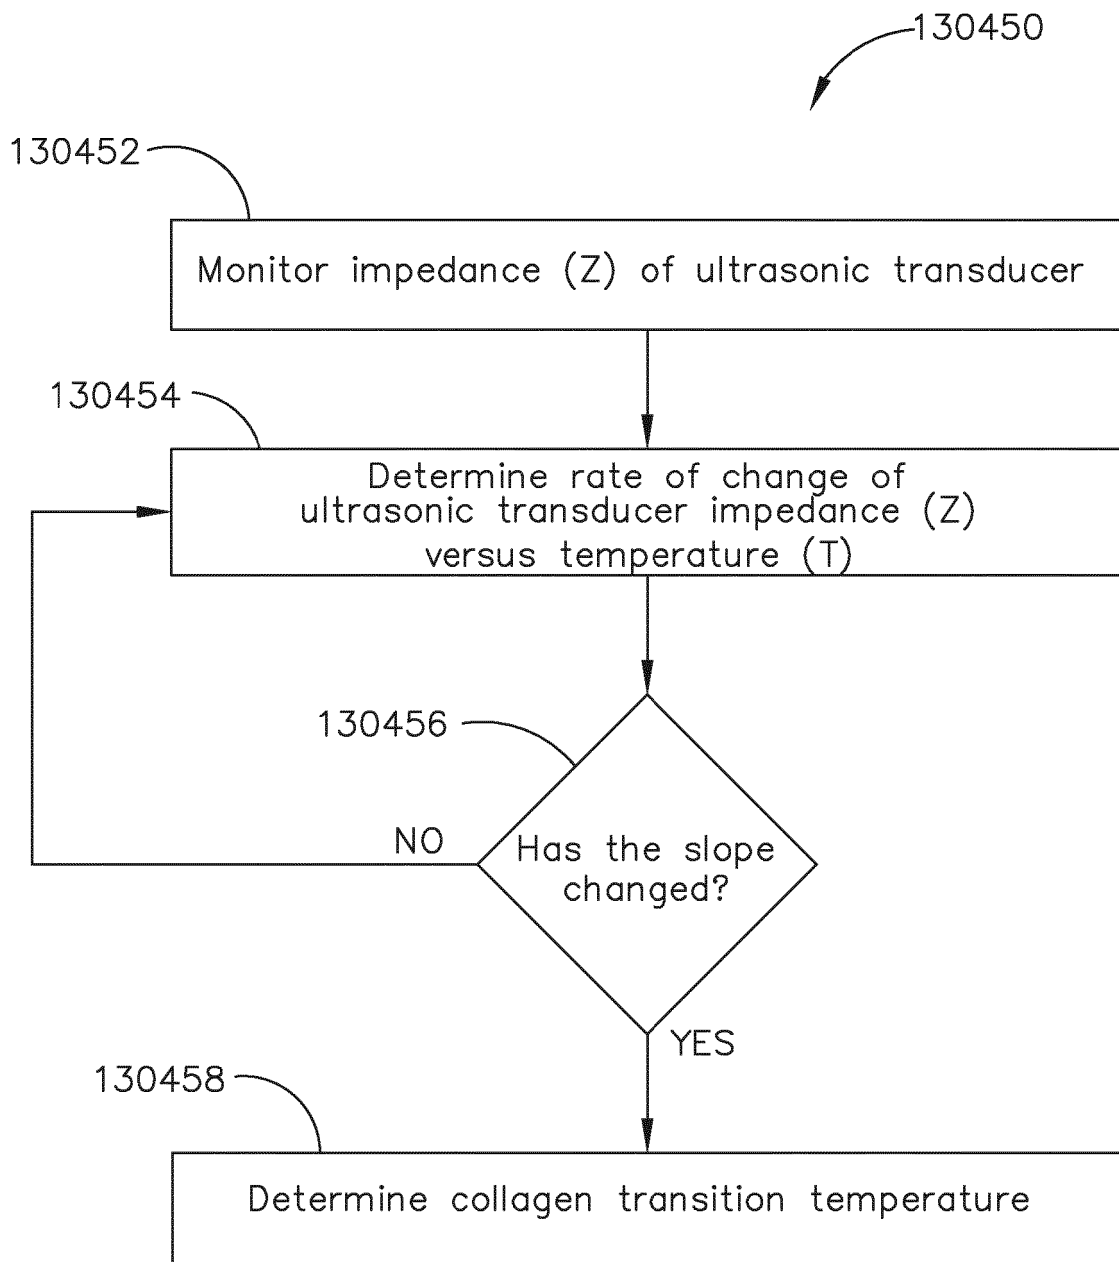 130450
130452
Monitor impedance (Z) of ultrasonic transducer
130454
Determine rate of change of
ultrasonic transducer impedance (Z)
versus temperature (T)
130456
NO
Has the slope
changed?
YES
130458
Determine collagen transition temperature